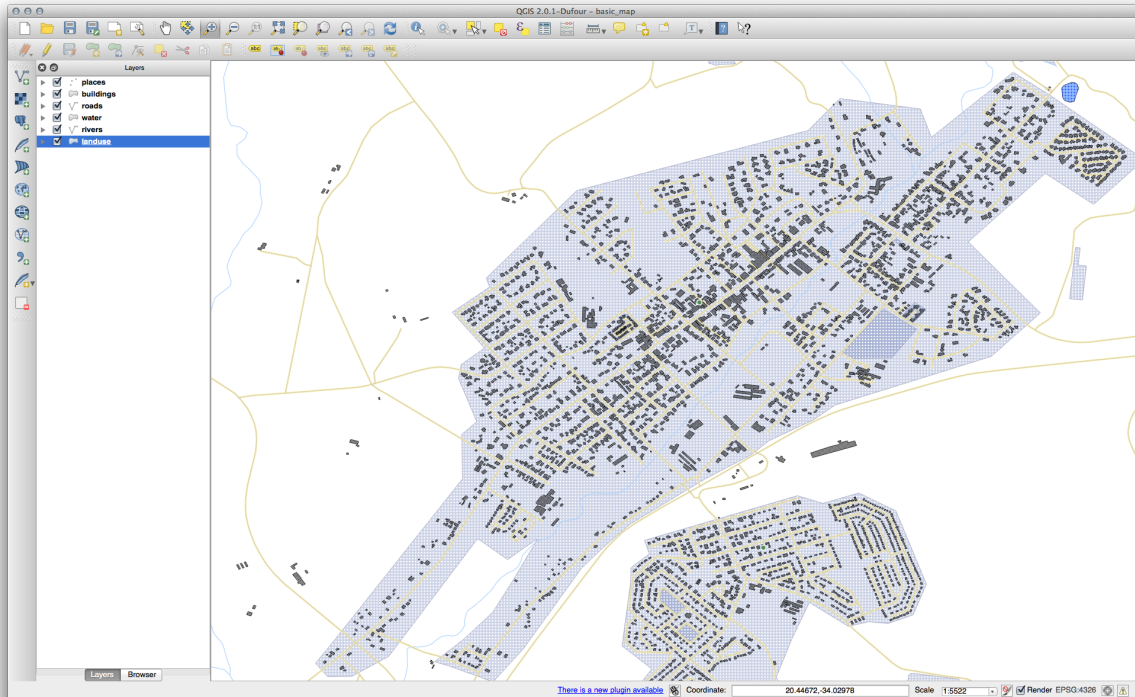 QGIS 2.0.1-Dufour - basic_map
Layers
places
buildings
roads
water
rivers
landuse
Layers Browser
There is a new plugin available Coordinate: 20.44672,-34.02978 Scale 1:5522 Render EPSG:4326